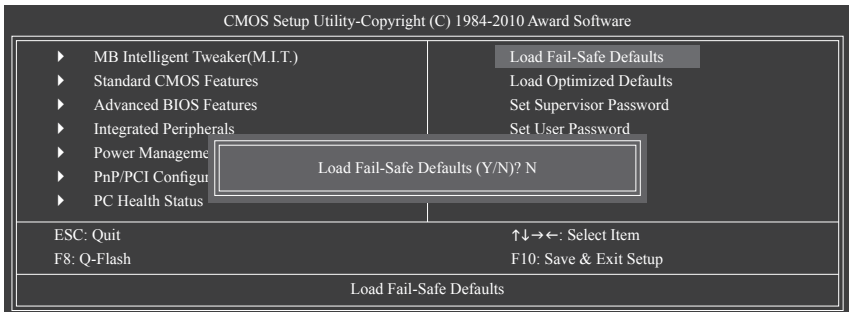 CMOS Setup Utility-Copyright (C) 1984-2010 Award Software
MB Intelligent Tweaker(M.I.T.)
Standard CMOS Features
Advanced BIOS Features
Integrated Peripherals
Power Manageme
PnP/PCI Configur
PC Health Status
Load Fail-Safe Defaults
Load Optimized Defaults
Set Supervisor Password
Set User Password
Load Fail-Safe Defaults (Y/N)? N
ESC: Quit
F8: Q-Flash
↑↓→←: Select Item
F10: Save & Exit Setup
Load Fail-Safe Defaults